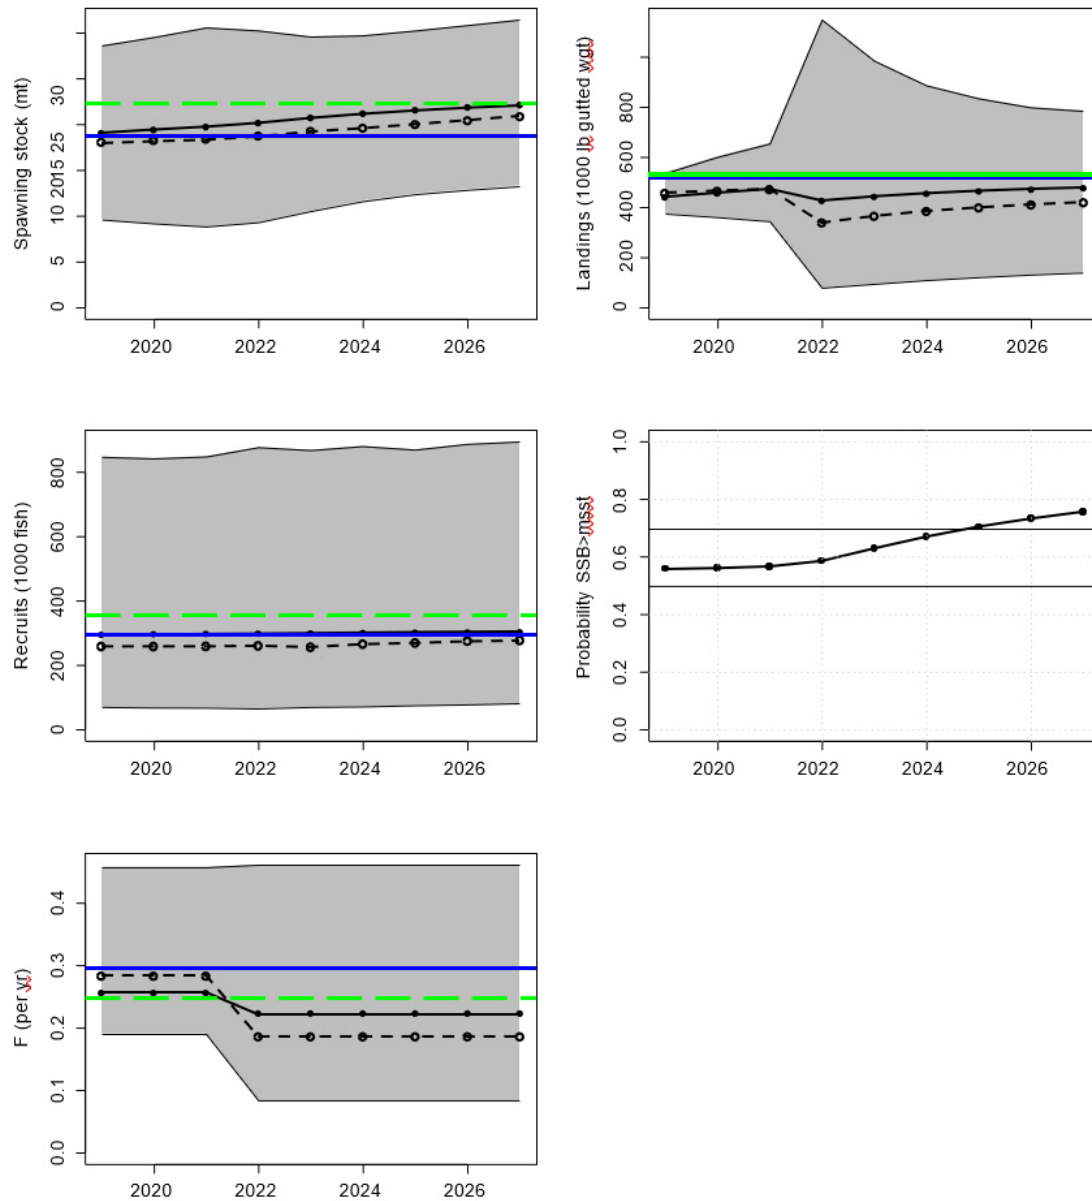 Spawning stock (mt)
0 5 10 2015 25 30
2020 2022 2024 2026
Landings (1000 lb gutted wgt)
0 200 400 600 800
2020 2022 2024 2026
Recruits (1000 fish)
0 200 400 600 800
2020 2022 2024 2026
Probability SSB>msst
0.0 0.2 0.4 0.6 0.8 1.0
2020 2022 2024 2026
F (per yr)
0.0 0.1 0.2 0.3 0.4
2020 2022 2024 2026